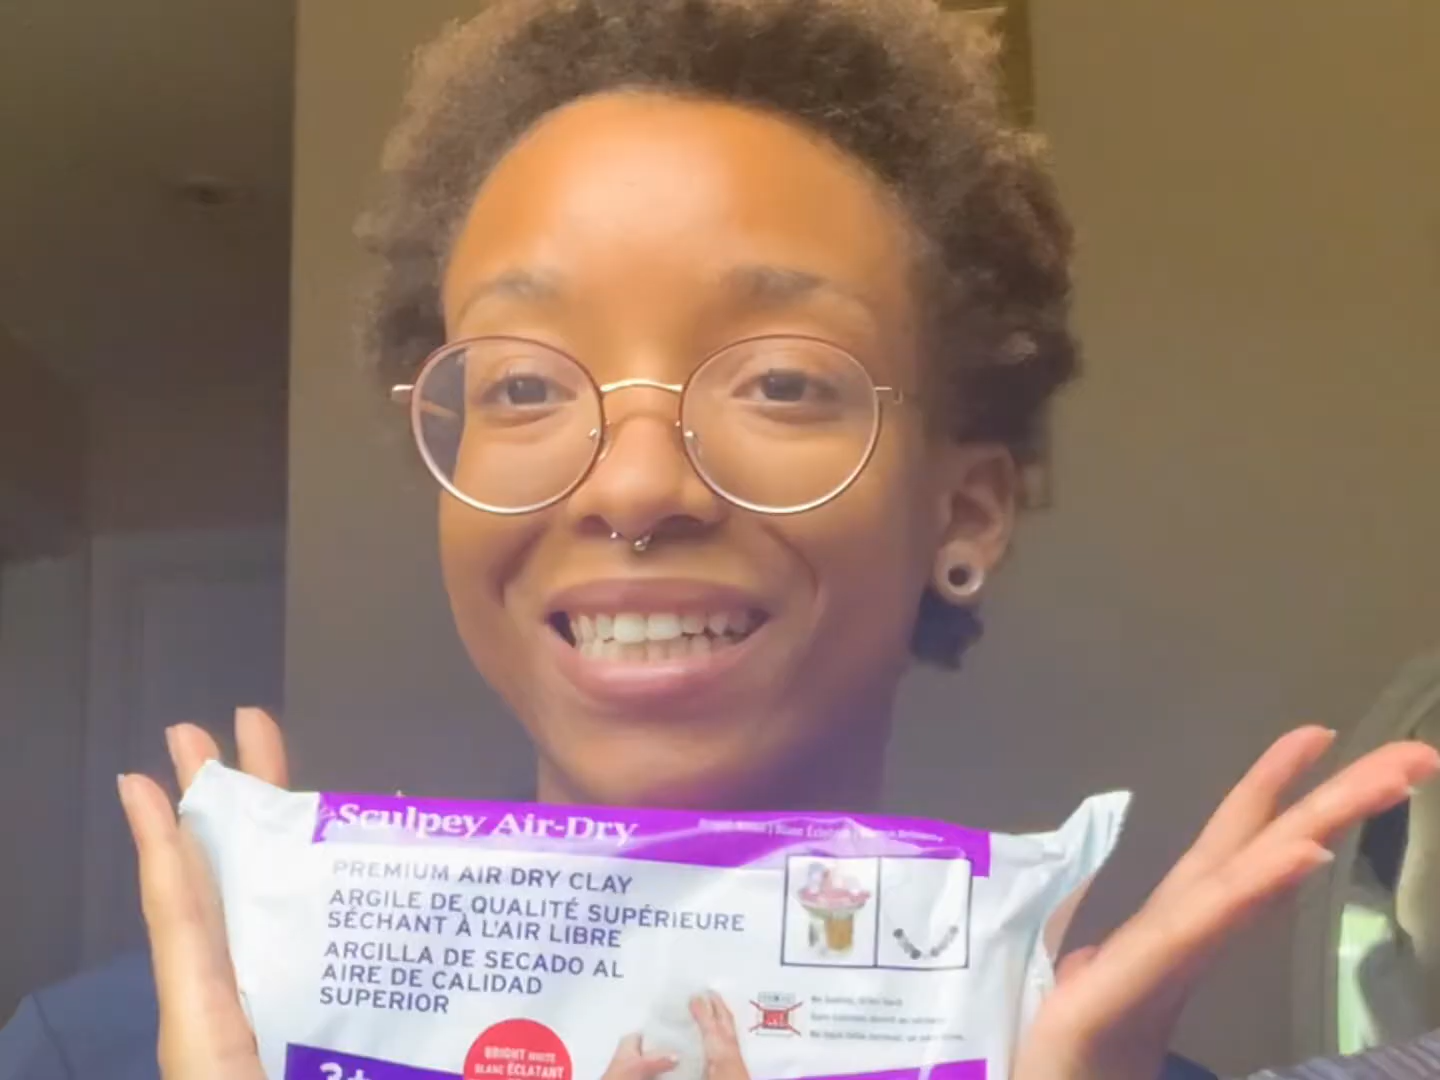 Sculpey Air-Dry
PREMIUM AIR DRY CLAY
ARGILE DE QUALITÉ SUPÉRIEURE
SÉCHANT À L'AIR LIBRE
ARCILLA DE SECADO AL
AIRE DE CALIDAD
SUPERIOR
BRIGHT WHITE
BLANC ÉCLATANT
3+